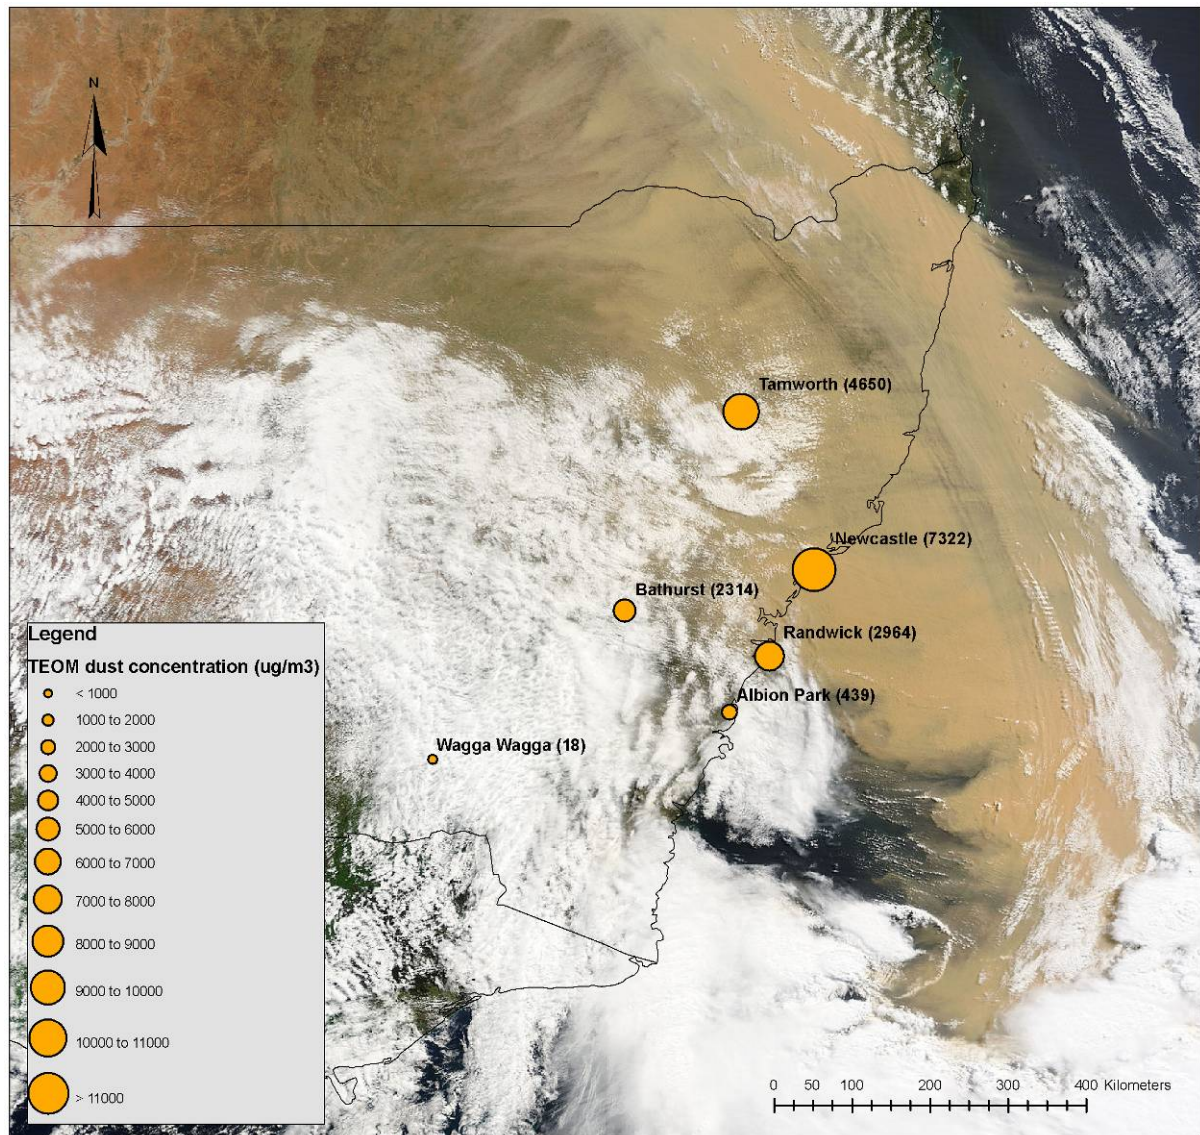 N
Tamworth (4650)
Newcastle (7322)
Bathurst (2314)
Randwick (2964)
Albion Park (439)
Wagga Wagga (18)
Legend
TEOM dust concentration (ug/m3)
< 1000
1000 to 2000
2000 to 3000
3000 to 4000
4000 to 5000
5000 to 6000
6000 to 7000
7000 to 8000
8000 to 9000
9000 to 10000
10000 to 11000
> 11000
0 50 100 200 300 400 Kilometers